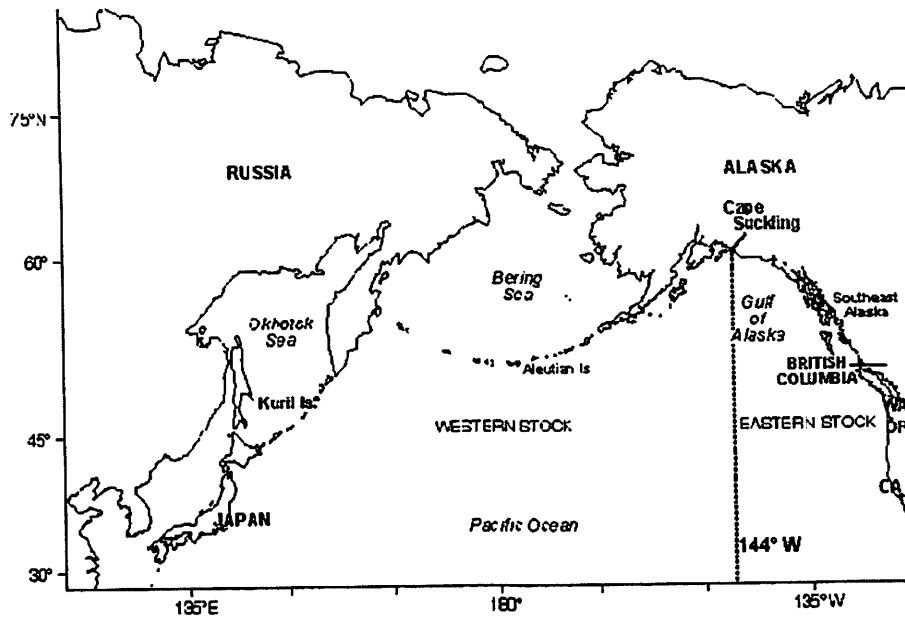 75°N
RUSSIA
ALASKA
Cape
Suckling
60°
Bering
Sea
Gulf
of
Alaska
Southeast
Alaska
Okhotsk
Sea
Aleutian Is
BRITISH
COLUMBIA
Kuril Is.
WA
45°
WESTERN STOCK
EASTERN STOCK
OR
CA
JAPAN
Pacific Ocean
144° W
30°
135°E
180°
135°W